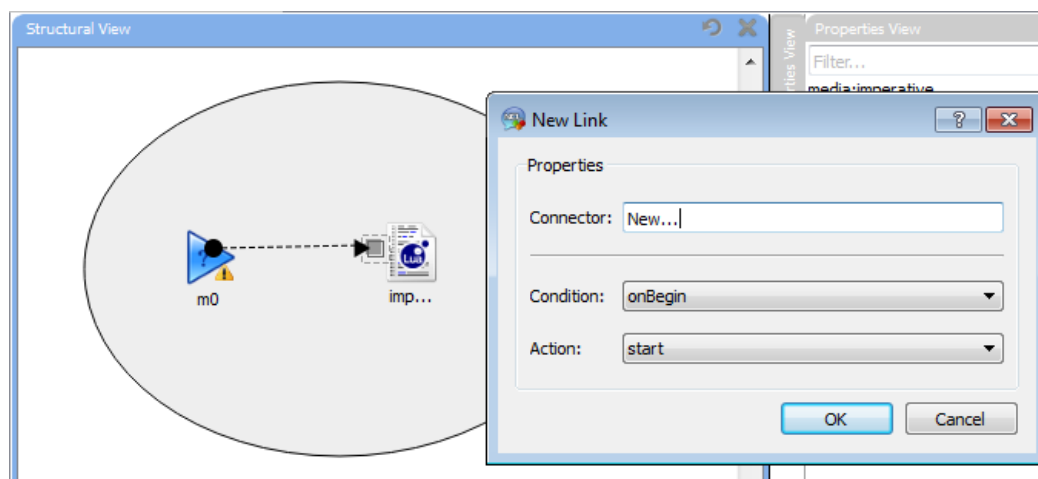 Structural View
Properties View
Filter...
media:imperative
New Link
Properties
Connector: New...
Condition: onBegin
Action: start
OK Cancel
? 
m0
Lua
imp...